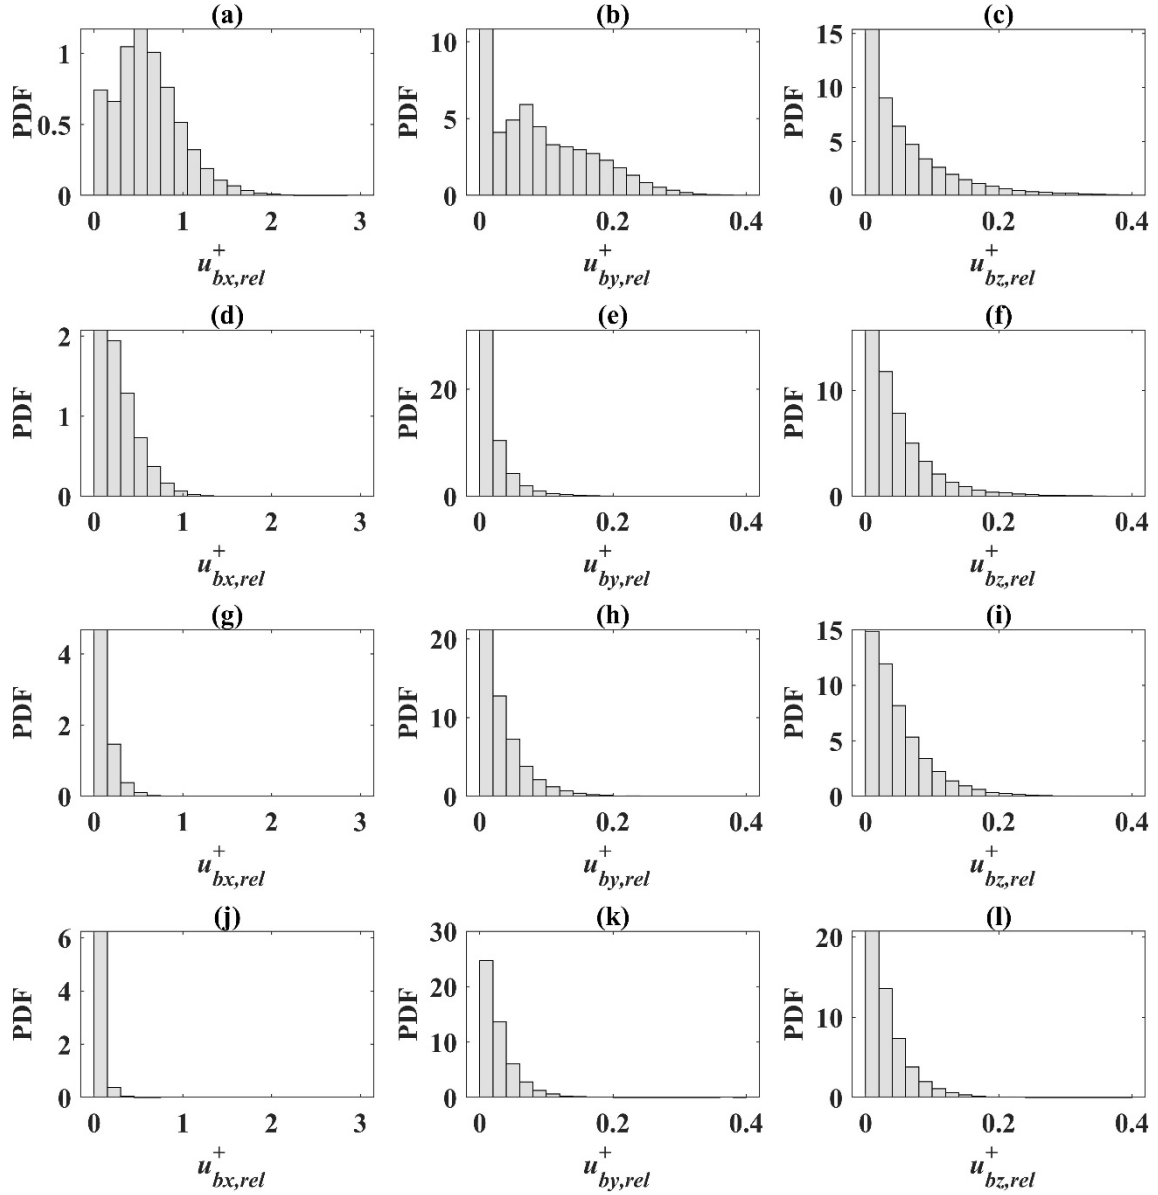 (a) (b) (c)
PDF 1 0.5 0 PDF 10 5 0 PDF 15 10 5 0
0 1 2 3 0 0.2 0.4 0 0.2 0.4
u+bx,rel u+by,rel u+bz,rel
(d) (e) (f)
PDF 2 1 0 PDF 20 0 PDF 10 0
0 1 2 3 0 0.2 0.4 0 0.2 0.4
u+bx,rel u+by,rel u+bz,rel
(g) (h) (i)
PDF 4 2 0 PDF 20 10 0 PDF 15 10 5 0
0 1 2 3 0 0.2 0.4 0 0.2 0.4
u+bx,rel u+by,rel u+bz,rel
(j) (k) (l)
PDF 6 4 2 0 PDF 30 20 10 0 PDF 20 10 0
0 1 2 3 0 0.2 0.4 0 0.2 0.4
u+bx,rel u+by,rel u+bz,rel